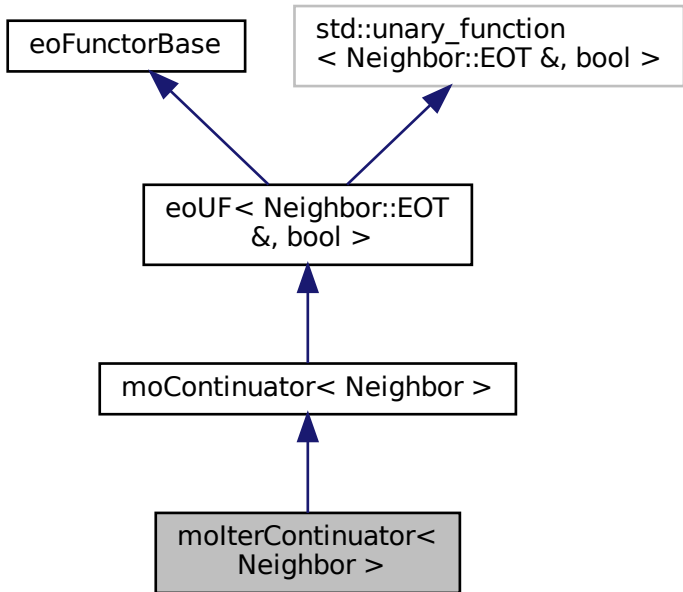 eoFunctorBase
std::unary_function
< Neighbor::EOT &, bool >
eoUF< Neighbor::EOT
&, bool >
moContinuator< Neighbor >
moIterContinuator<
Neighbor >